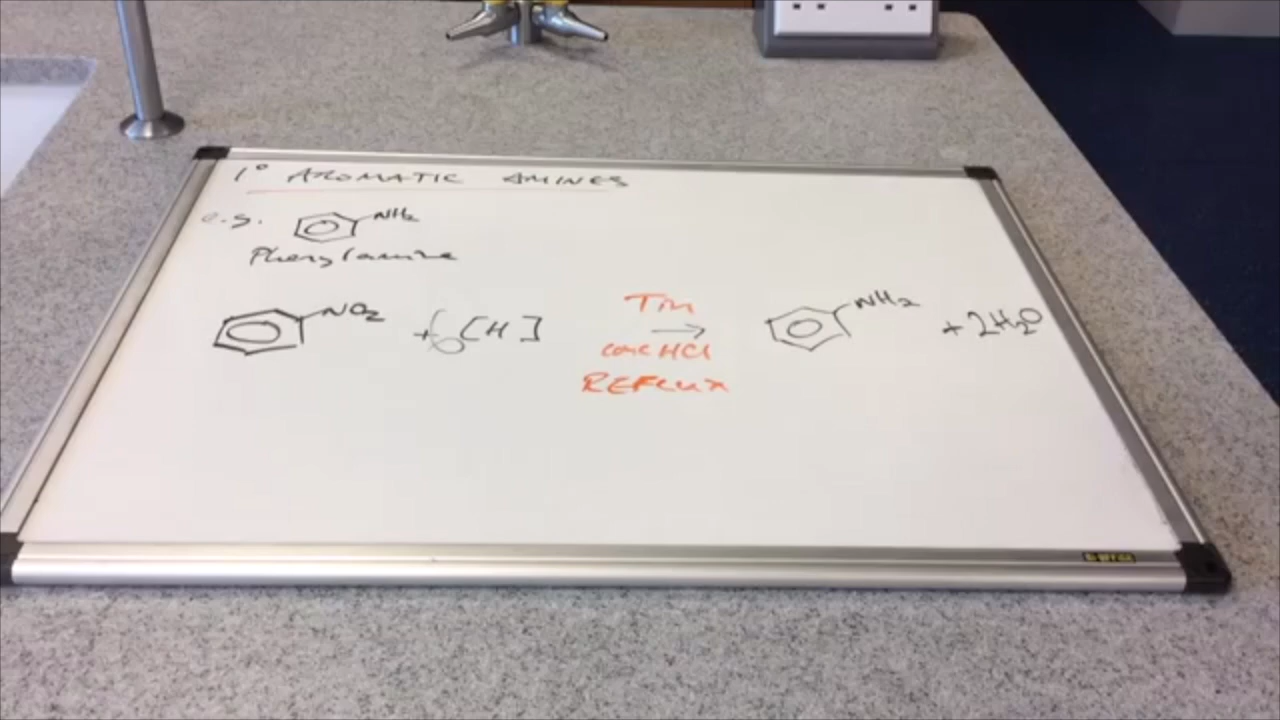 1° AROMATIC AMINES
e.g. NH2
Phenylamine
NO2 + 6[H] → NH2 + 2H2O
Tin
conc HCl
REFLUX